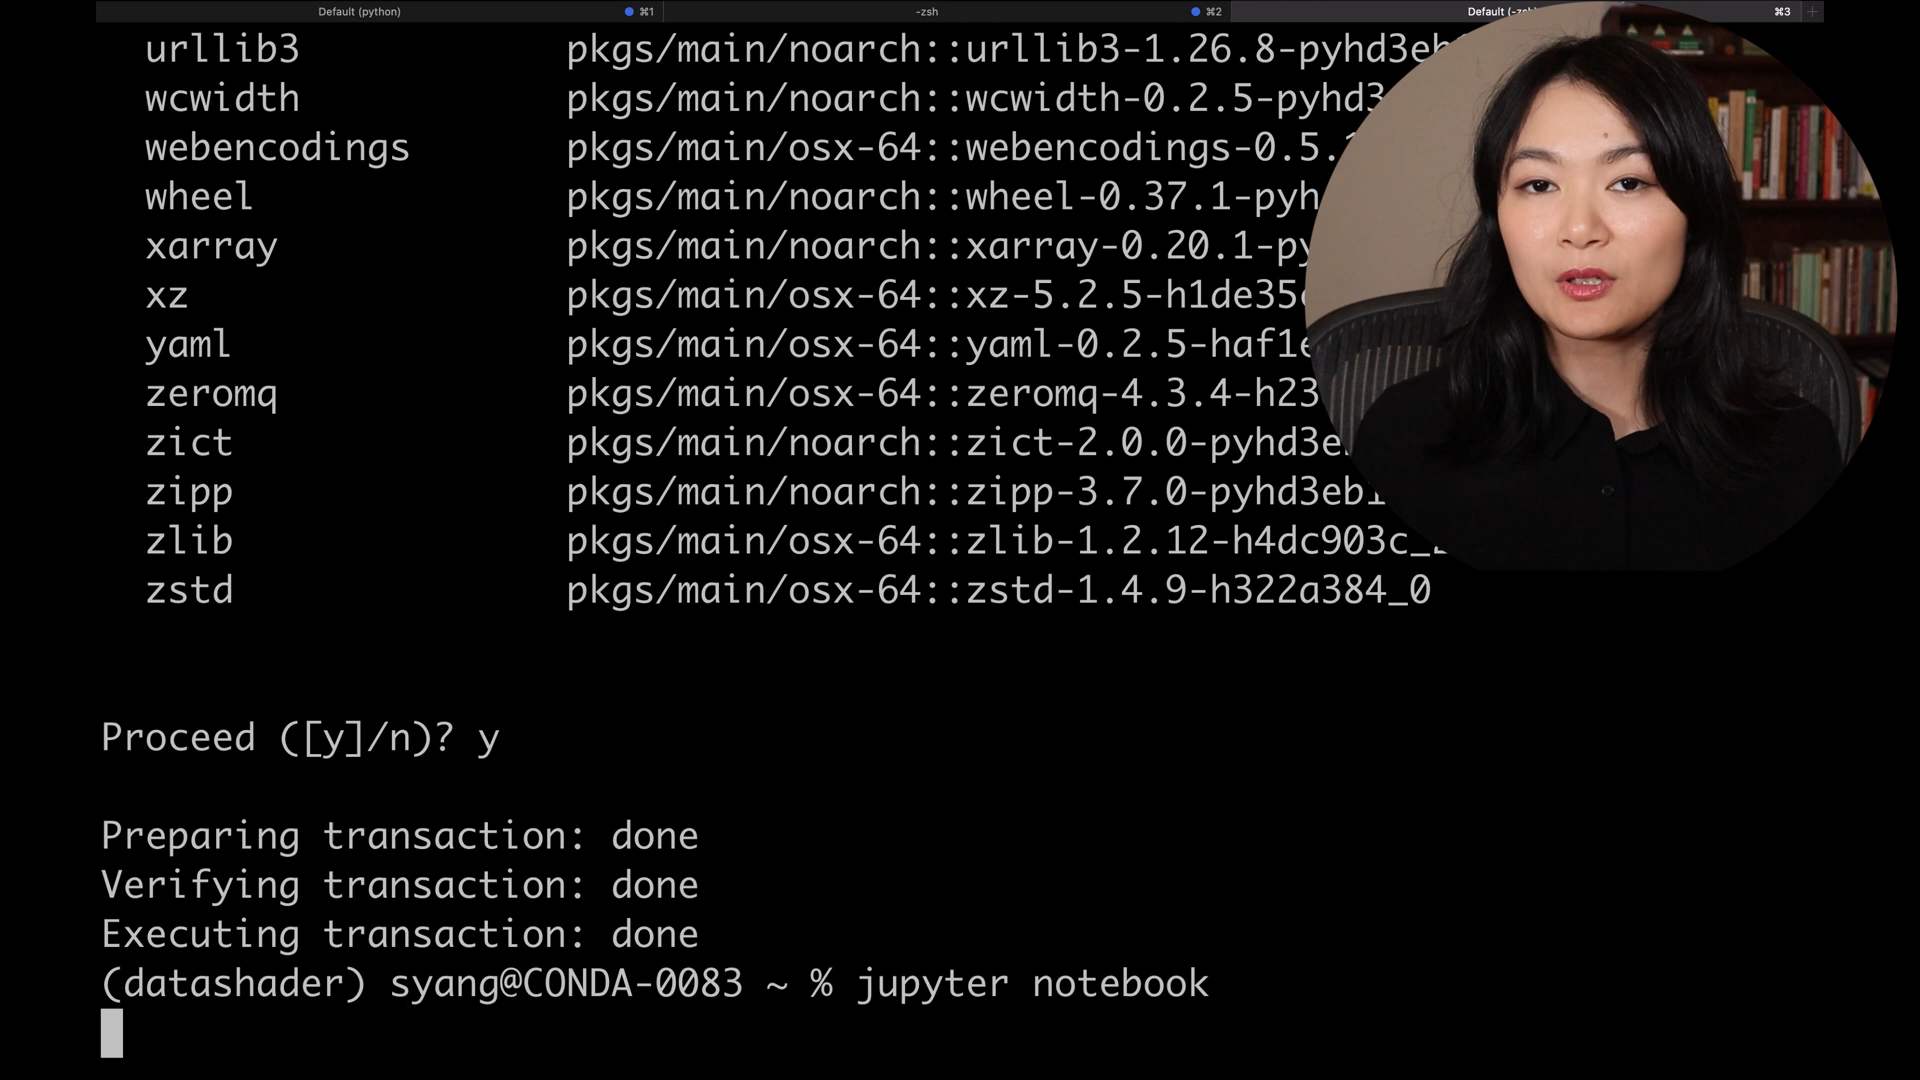 Default (python) ⌘1 -zsh ⌘2 Default (-zsh) ⌘3
urllib3 pkgs/main/noarch::urllib3-1.26.8-pyhd3eb
wcwidth pkgs/main/noarch::wcwidth-0.2.5-pyhd3
webencodings pkgs/main/osx-64::webencodings-0.5.
wheel pkgs/main/noarch::wheel-0.37.1-pyh
xarray pkgs/main/noarch::xarray-0.20.1-py
xz pkgs/main/osx-64::xz-5.2.5-h1de35
yaml pkgs/main/osx-64::yaml-0.2.5-haf1e
zeromq pkgs/main/osx-64::zeromq-4.3.4-h23
zict pkgs/main/noarch::zict-2.0.0-pyhd3e
zipp pkgs/main/noarch::zipp-3.7.0-pyhd3eb1
zlib pkgs/main/osx-64::zlib-1.2.12-h4dc903c_
zstd pkgs/main/osx-64::zstd-1.4.9-h322a384_0
Proceed ([y]/n)? y
Preparing transaction: done
Verifying transaction: done
Executing transaction: done
(datashader) syang@CONDA-0083 ~ % jupyter notebook